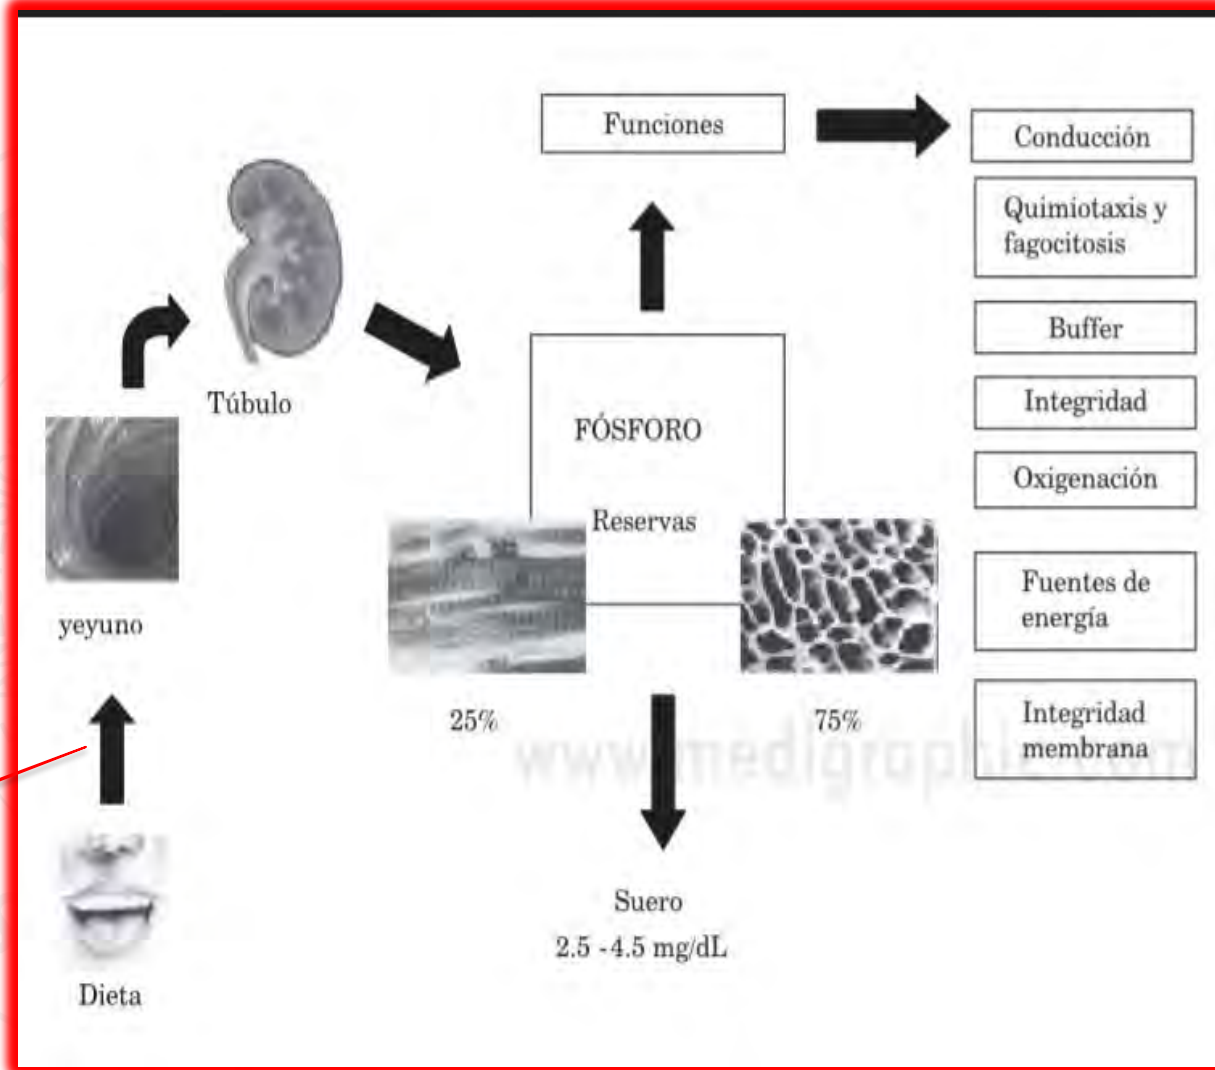 Funciones
Conducción
Quimiotaxis y
fagocitosis
Buffer
Integridad
Oxigenación
Fuentes de
energía
Integridad
membrana
Túbulo
FÓSFORO
Reservas
yeyuno
25%
75%
www.medigraphic.com
Suero
2.5 - 4.5 mg/dL
Dieta